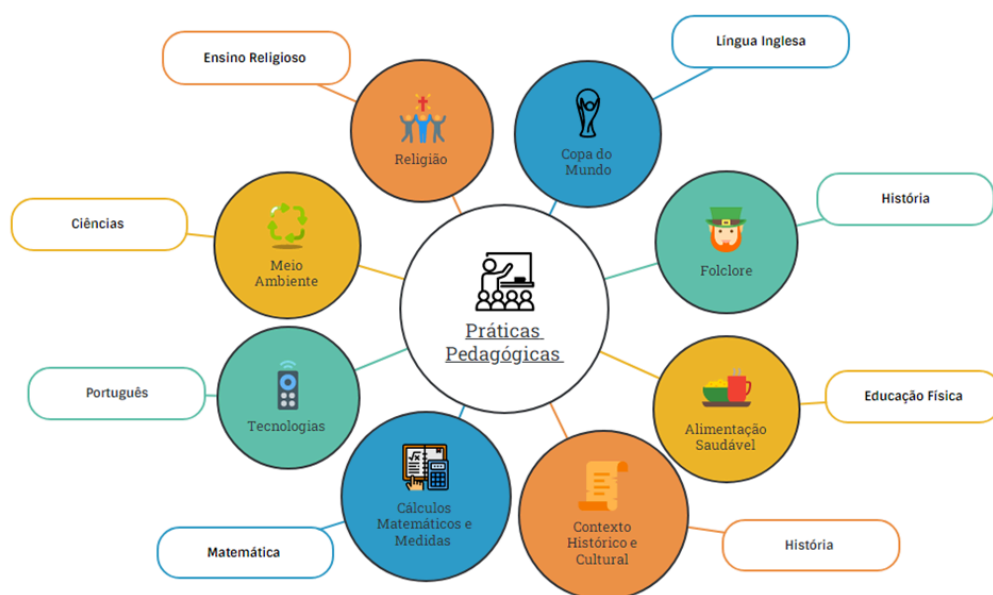 Ensino Religioso
Língua Inglesa
Religião
Copa do
Mundo
Ciências
História
Meio
Ambiente
Folclore
Práticas
Pedagógicas
Português
Tecnologias
Alimentação
Saudável
Educação Física
Cálculos
Matemáticos e
Medidas
Contexto
Histórico e
Cultural
Matemática
História